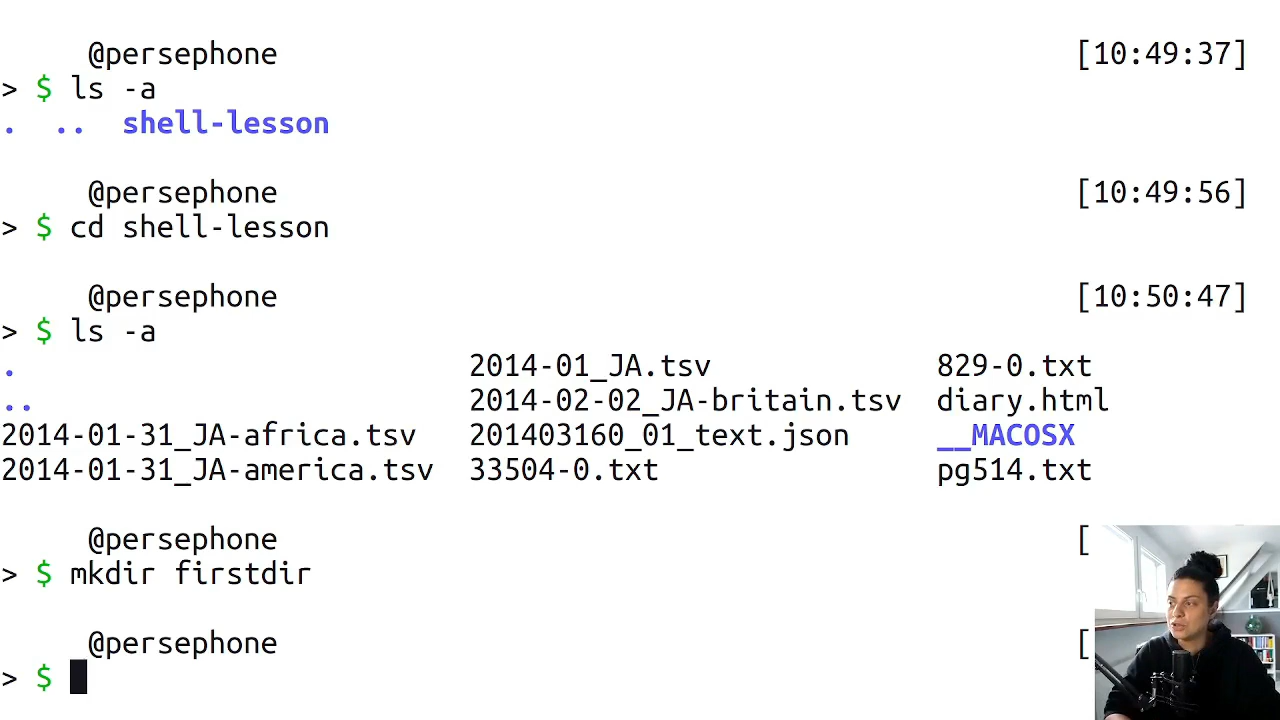 @persephone [10:49:37]
> $ ls -a
. .. shell-lesson
@persephone [10:49:56]
> $ cd shell-lesson
@persephone [10:50:47]
> $ ls -a
. 2014-01_JA.tsv 829-0.txt
.. 2014-02-02_JA-britain.tsv diary.html
2014-01-31_JA-africa.tsv 201403160_01_text.json __MACOSX
2014-01-31_JA-america.tsv 33504-0.txt pg514.txt
@persephone [
> $ mkdir firstdir
@persephone [
> $